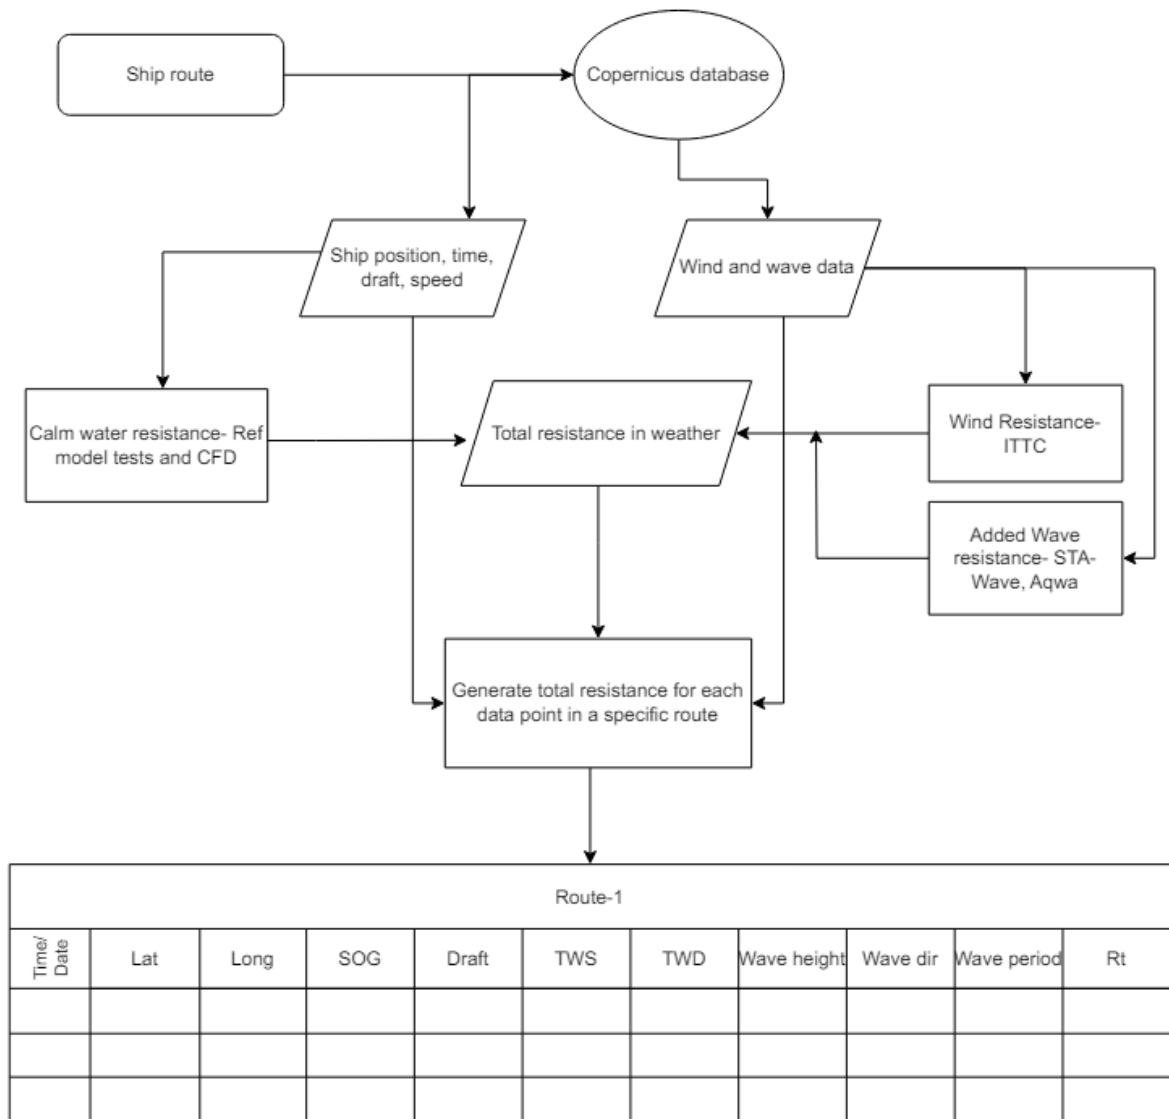 Ship route
Copernicus database
Ship position, time,
draft, speed
Wind and wave data
Calm water resistance- Ref
model tests and CFD
Total resistance in weather
Wind Resistance-
ITTC
Added Wave
resistance- STA-
Wave, Aqwa
Generate total resistance for each
data point in a specific route
Route-1
Time/
Date
Lat
Long
SOG
Draft
TWS
TWD
Wave height
Wave dir
Wave period
Rt